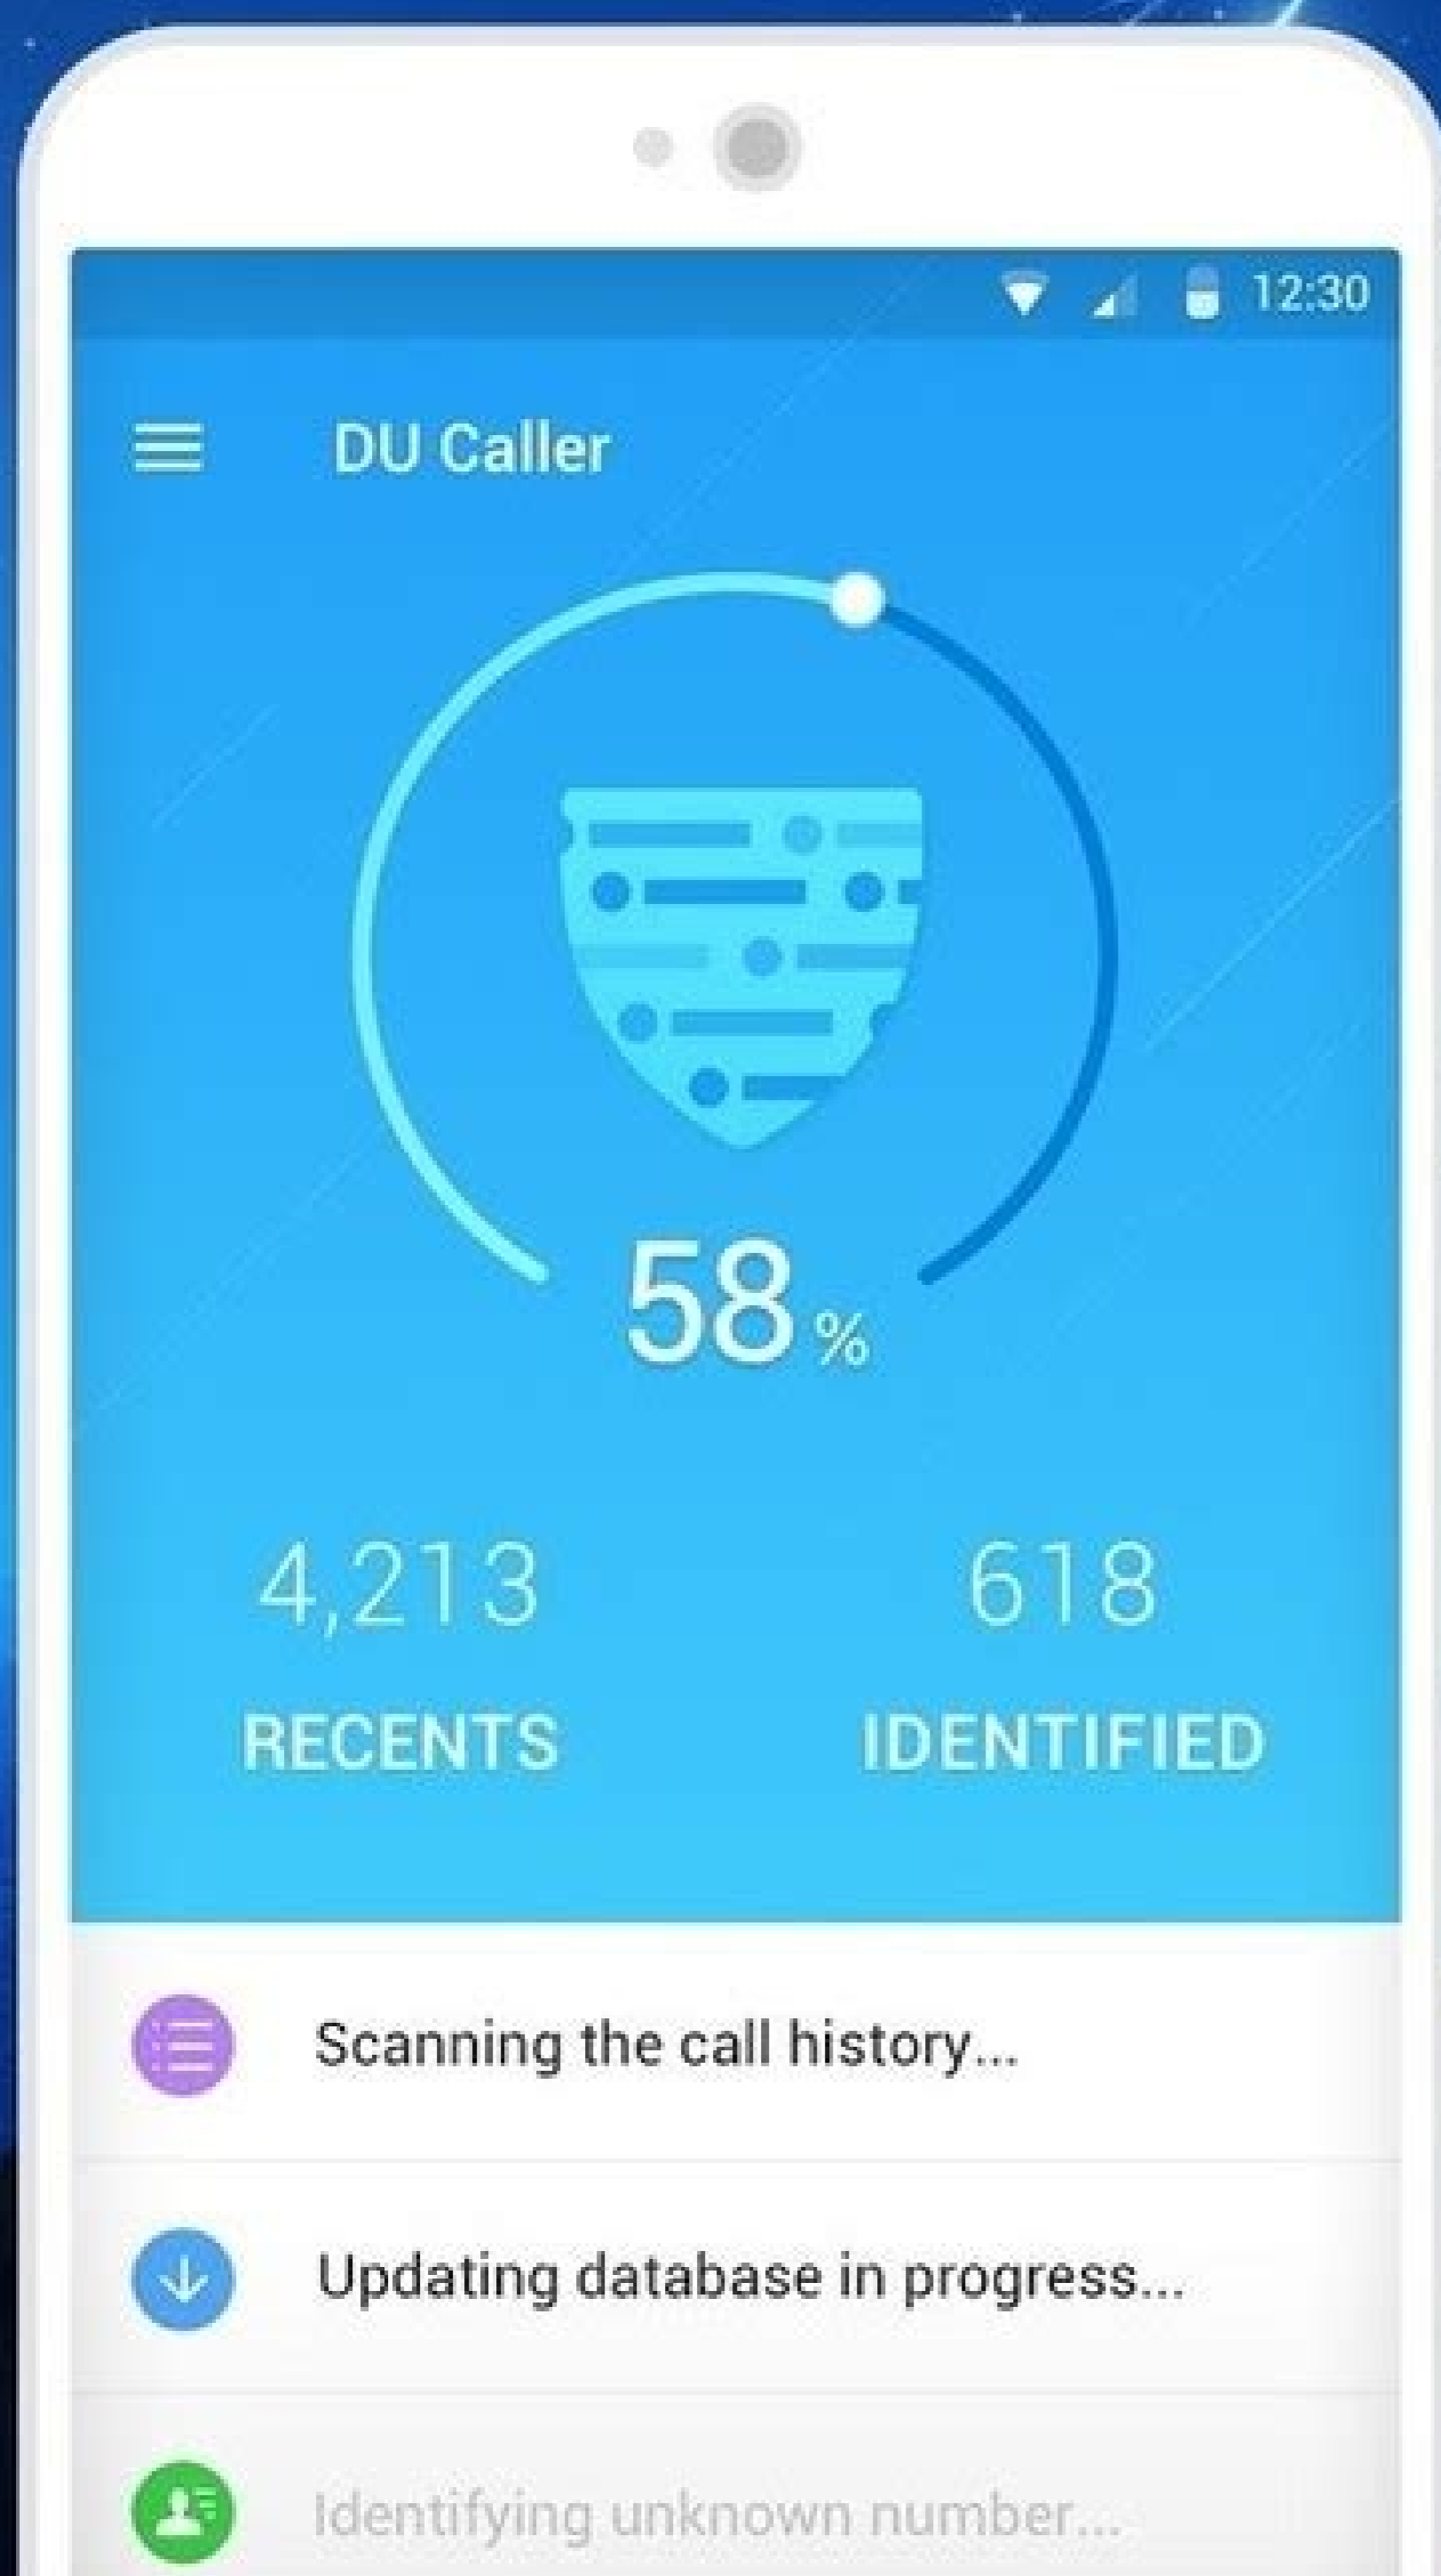 12:30
DU Caller
58 %
4,213 618
RECENTS IDENTIFIED
Scanning the call history...
Updating database in progress...
Identifying unknown number...